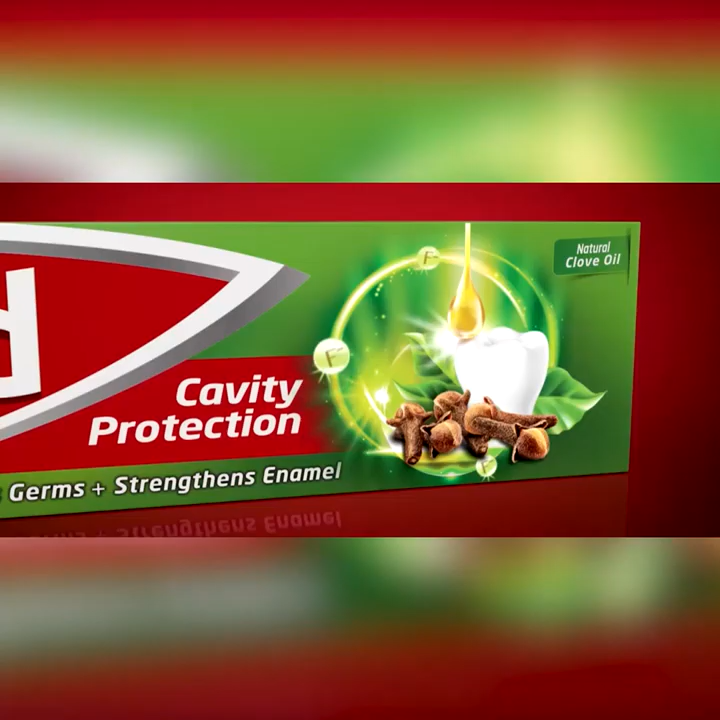 d
Natural
Clove Oil
F
F
Cavity
Protection
F
Germs + Strengthens Enamel